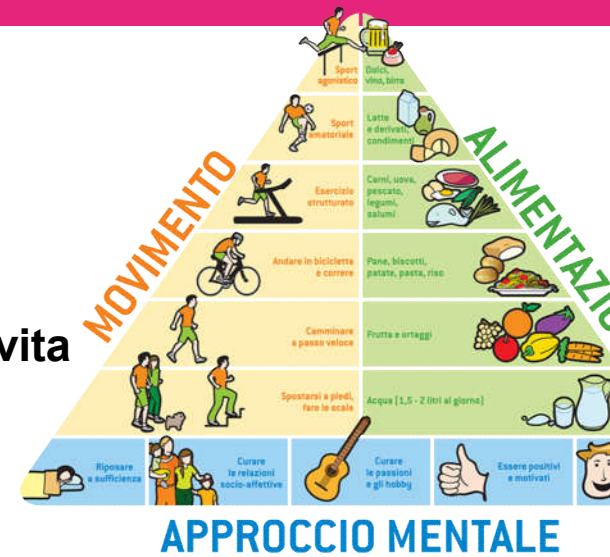 Sport
agonistico
Dolci,
vino, birra
Sport
amatoriale
Latte
e derivati,
condimenti
Esercizio
strutturato
Carni, uova,
pescato,
legumi,
salumi
Andare in bicicletta
e correre
Pane, biscotti,
patate, pasta, riso
Camminare
a passo veloce
Frutta e ortaggi
Spostarsi a piedi,
fare le scale
Acqua (1,5 - 2 litri al giorno)
MOVIMENTO
ALIMENTAZIO
vita
Riposare
a sufficienza
Curare
le relazioni
socio-affettive
Curare
le passioni
e gli hobby
Essere positivi
e motivati
APPROCCIO MENTALE